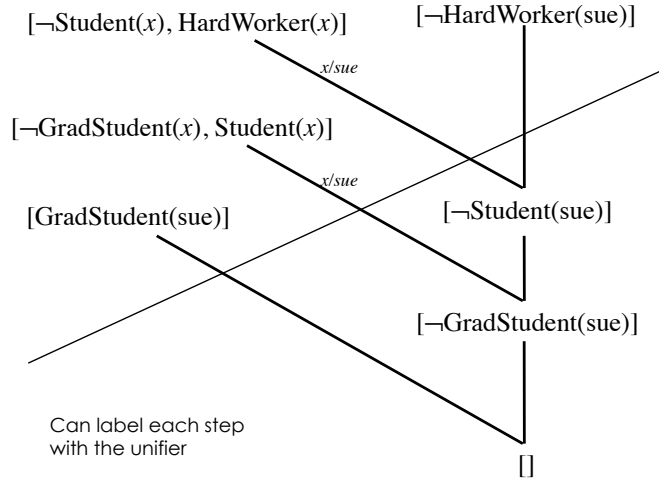 [¬Student(x), HardWorker(x)]
[¬HardWorker(sue)]
x/sue
[¬GradStudent(x), Student(x)]
x/sue
[GradStudent(sue)]
[¬Student(sue)]
[¬GradStudent(sue)]
Can label each step
with the unifier
[]